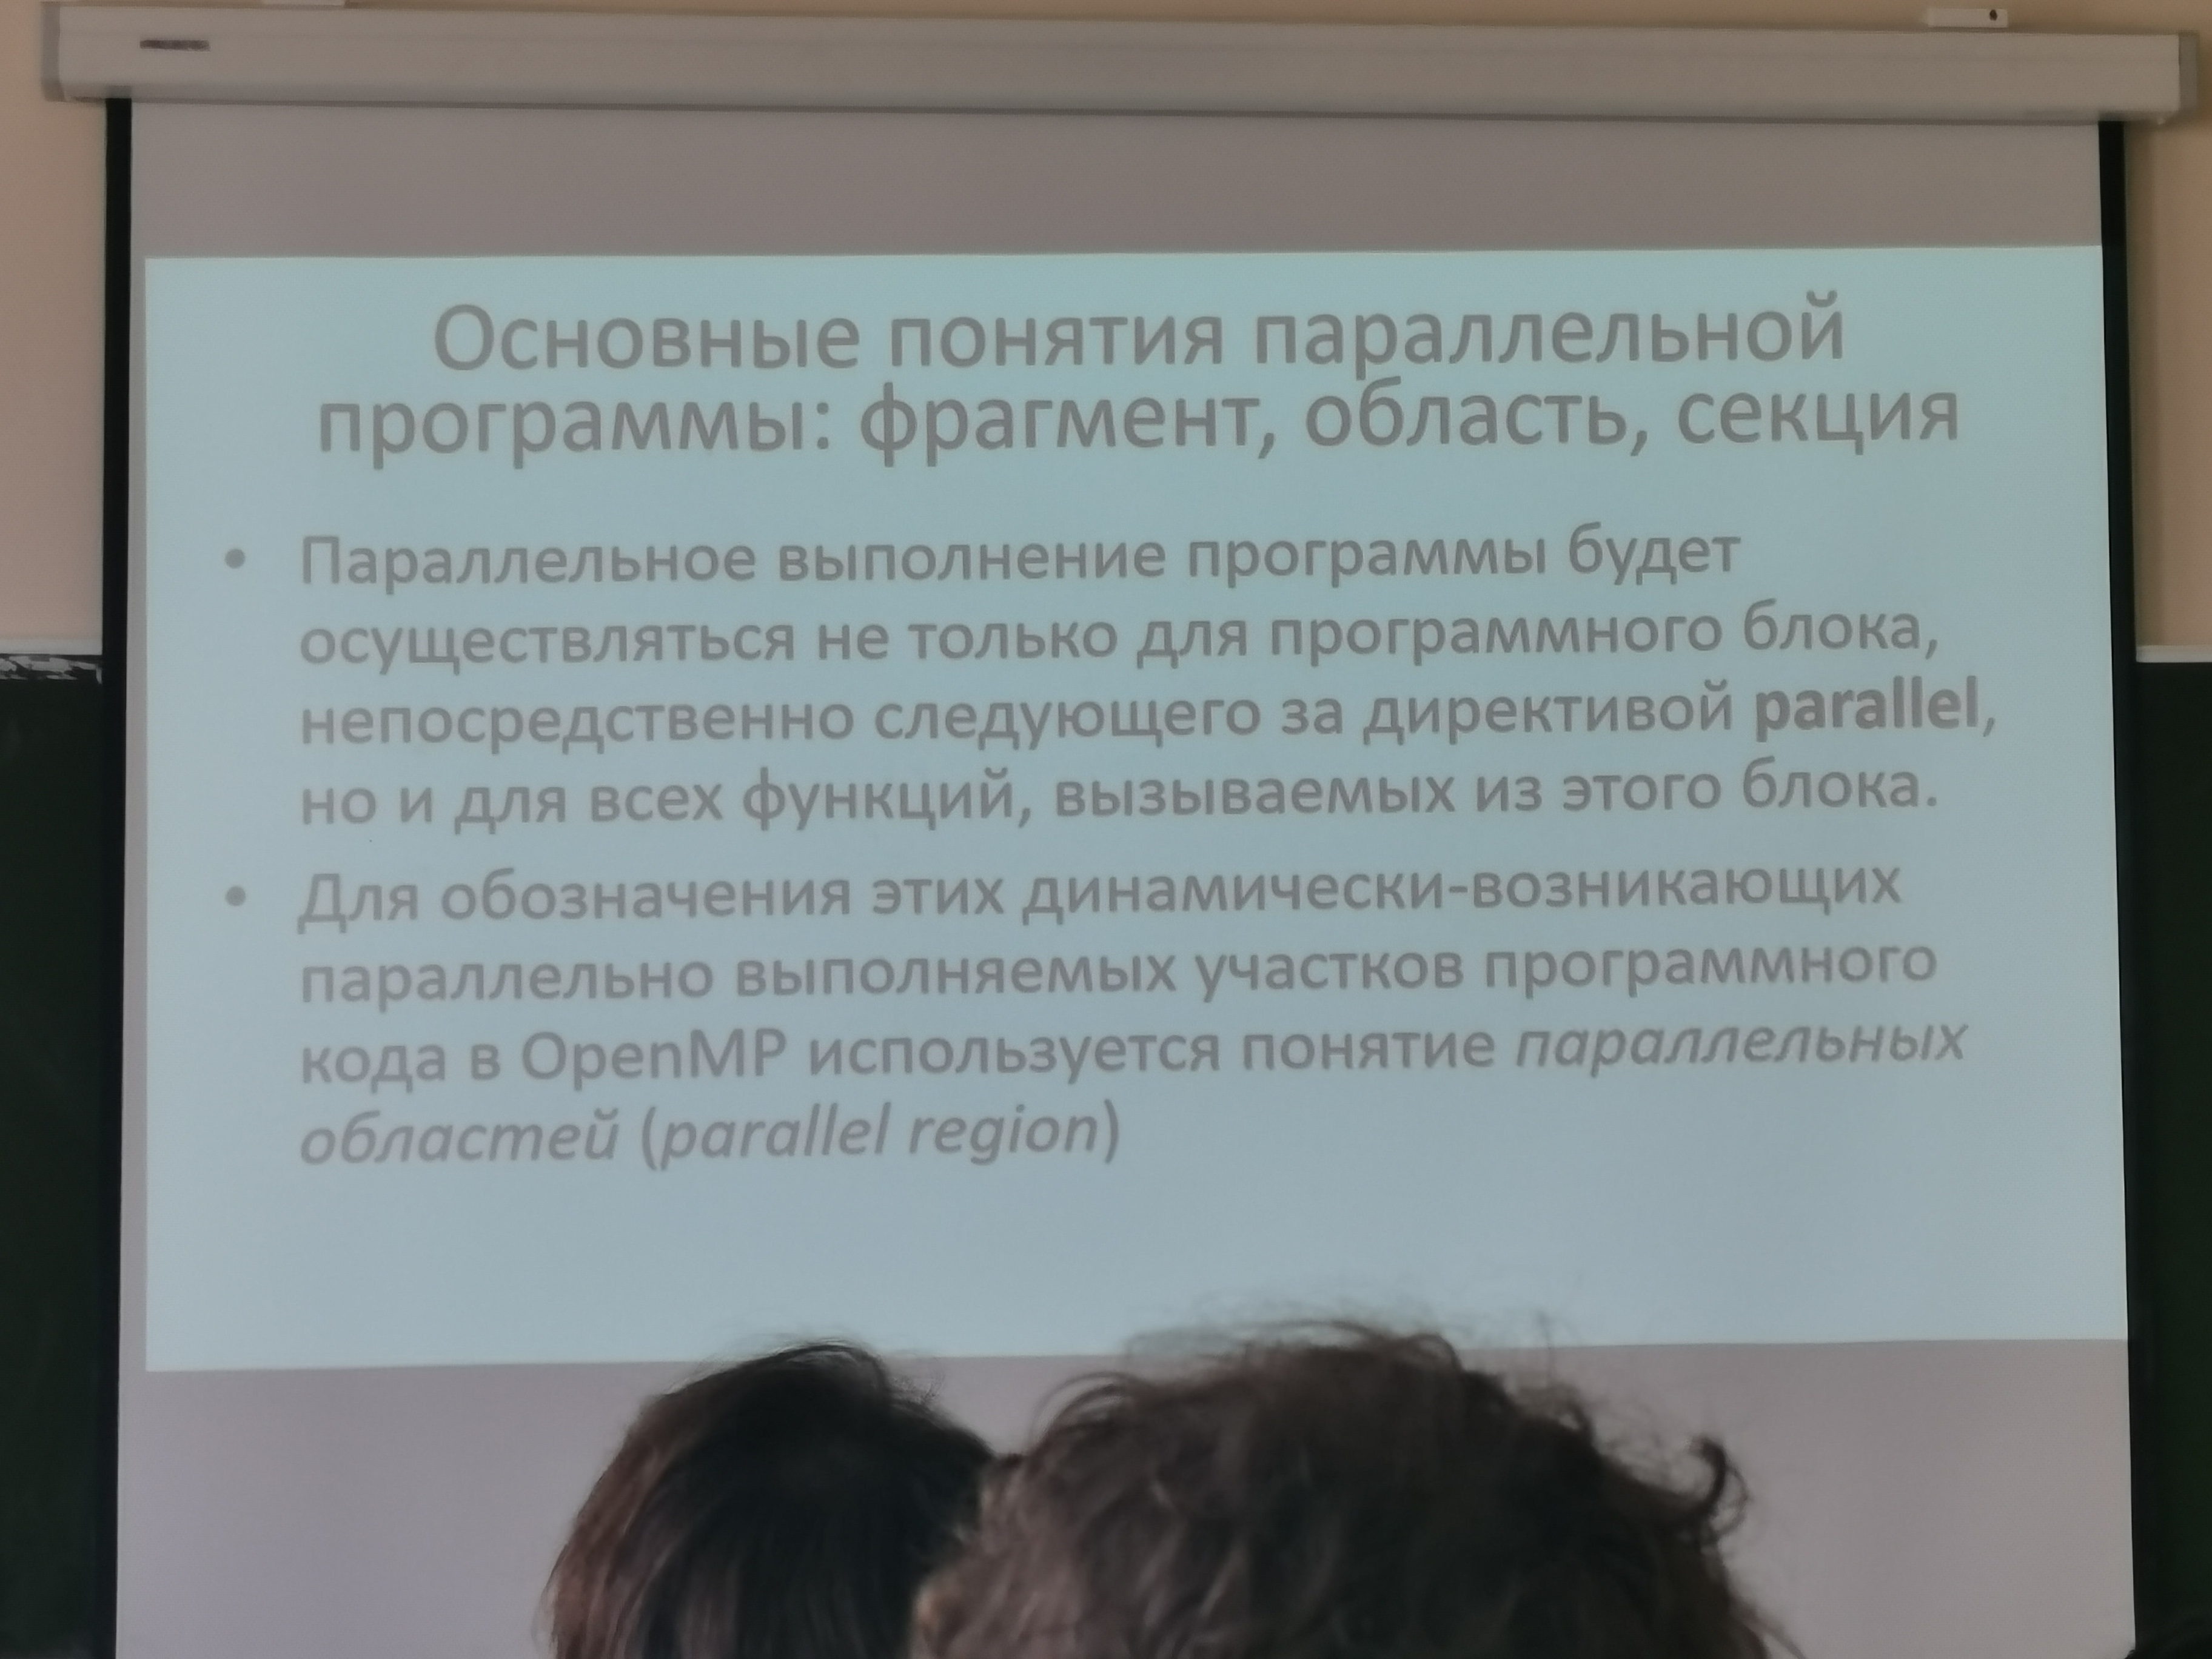 Основные понятия параллельной
программы: фрагмент, область, секция
• Параллельное выполнение программы будет
осуществляться не только для программного блока,
непосредственно следующего за директивой parallel,
но и для всех функций, вызываемых из этого блока.
• Для обозначения этих динамически-возникающих
параллельно выполняемых участков программного
кода в OpenMP используется понятие параллельных
областей (parallel region)